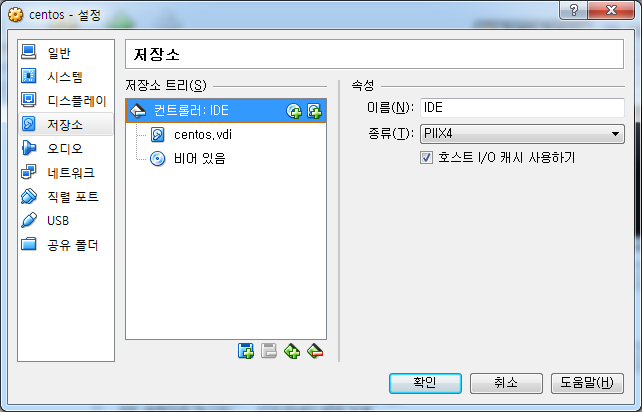 centos - 설정
일반
시스템
디스플레이
저장소
오디오
네트워크
직렬 포트
USB
공유 폴더
저장소
저장소 트리(S)
컨트롤러: IDE
centos.vdi
비어 있음
속성
이름(N): IDE
종류(T): PIIX4
호스트 I/O 캐시 사용하기
확인 취소 도움말(H)